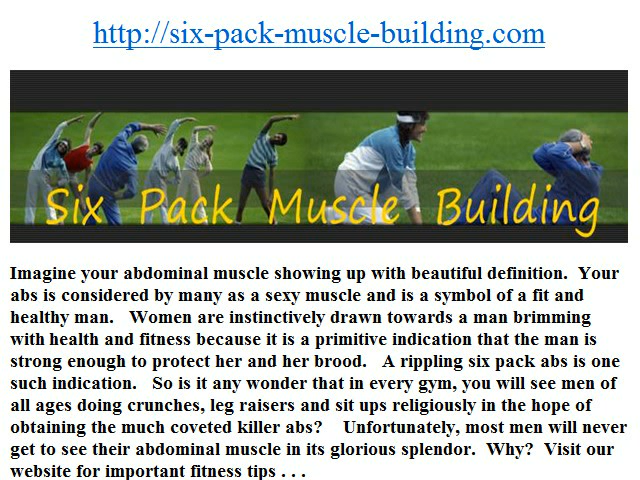 http://six-pack-muscle-building.com
Six Pack Muscle Building
Imagine your abdominal muscle showing up with beautiful definition. Your
abs is considered by many as a sexy muscle and is a symbol of a fit and
healthy man. Women are instinctively drawn towards a man brimming
with health and fitness because it is a primitive indication that the man is
strong enough to protect her and her brood. A rippling six pack abs is one
such indication. So is it any wonder that in every gym, you will see men of
all ages doing crunches, leg raisers and sit ups religiously in the hope of
obtaining the much coveted killer abs? Unfortunately, most men will never
get to see their abdominal muscle in its glorious splendor. Why? Visit our
website for important fitness tips . . .